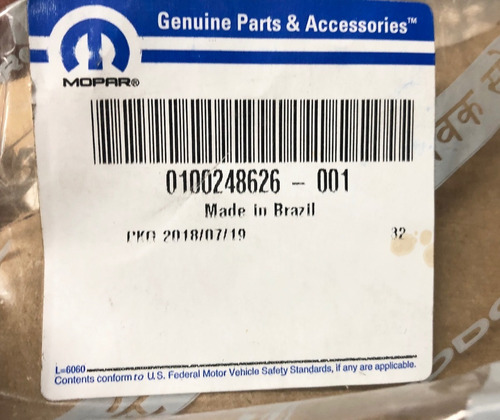 Genuine Parts & Accessories™
MOPAR®
0100248626 - 001
Made in Brazil
PKG 2018/07/19 32
L=6060
Contents conform to U.S. Federal Motor Vehicle Safety Standards, if any are applicable.